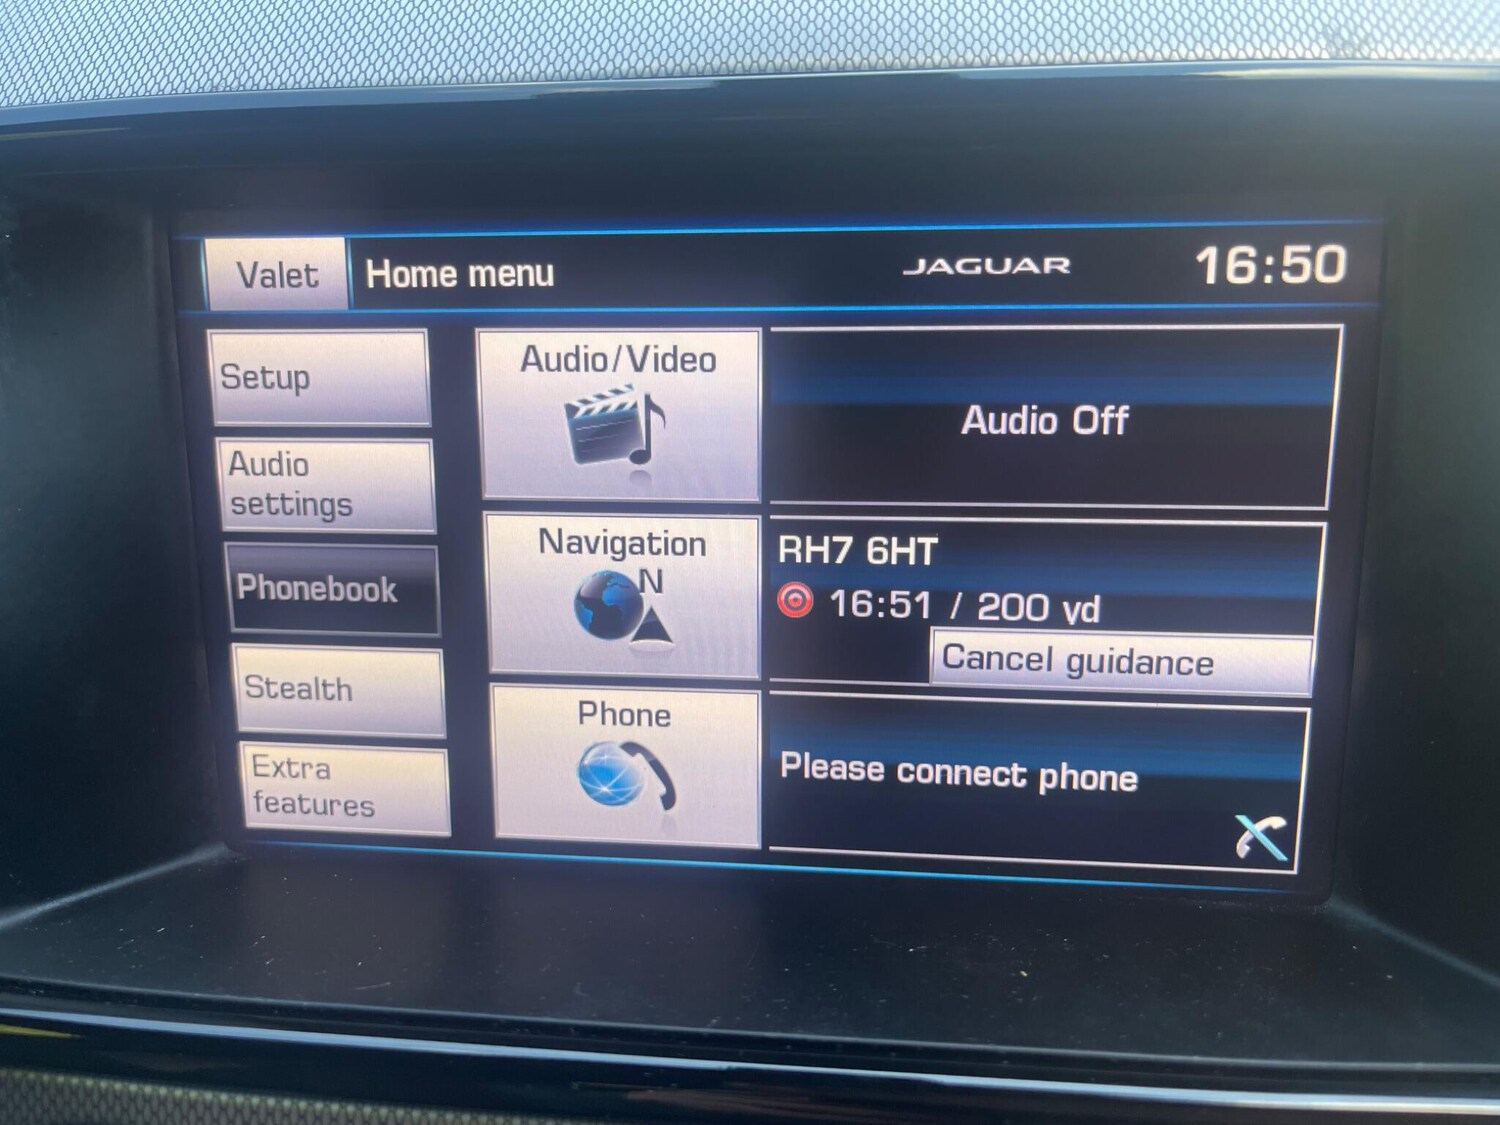 Valet
Home menu
JAGUAR
16:50
Setup
Audio
settings
Phonebook
Stealth
Extra
features
Audio/Video
Audio Off
Navigation
N
RH7 6HT
16:51 / 200 yd
Cancel guidance
Phone
Please connect phone